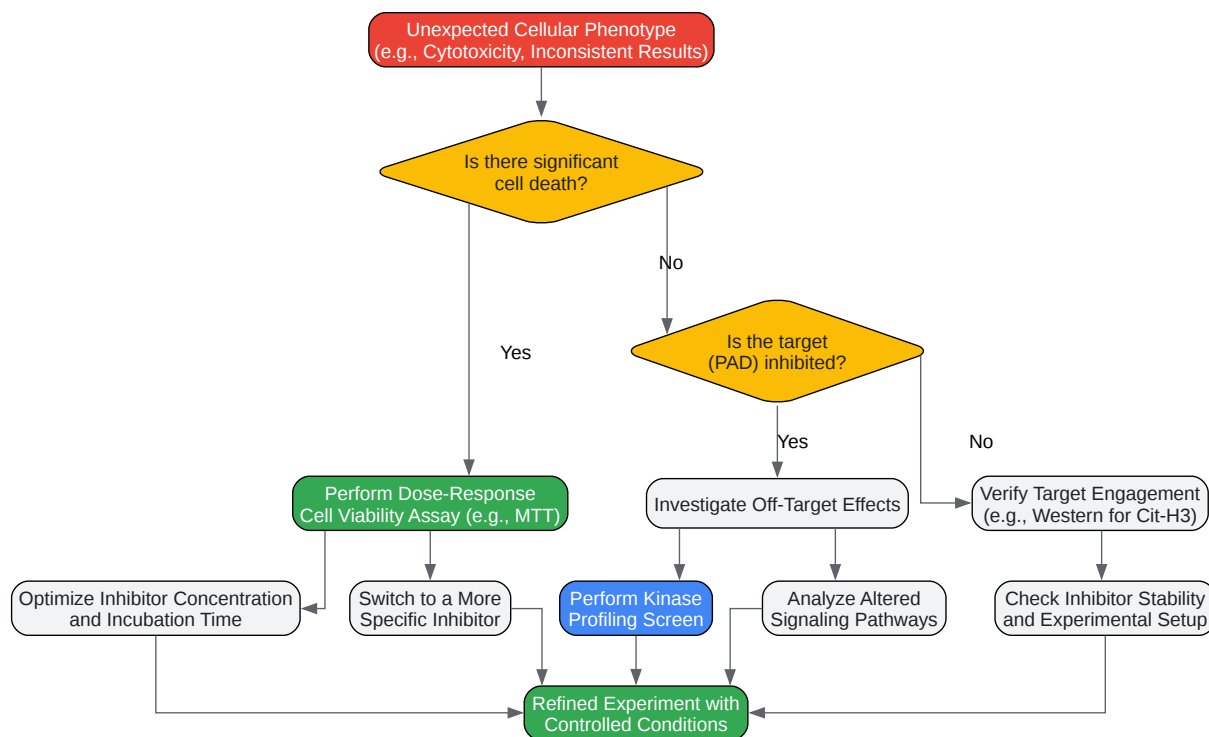 Unexpected Cellular Phenotype
(e.g., Cytotoxicity, Inconsistent Results)
Is there significant
cell death?
No
Is the target
(PAD) inhibited?
Yes
Yes
No
Perform Dose-Response
Cell Viability Assay (e.g., MTT)
Investigate Off-Target Effects
Verify Target Engagement
(e.g., Western for Cit-H3)
Optimize Inhibitor Concentration
and Incubation Time
Switch to a More
Specific Inhibitor
Perform Kinase
Profiling Screen
Analyze Altered
Signaling Pathways
Check Inhibitor Stability
and Experimental Setup
Refined Experiment with
Controlled Conditions